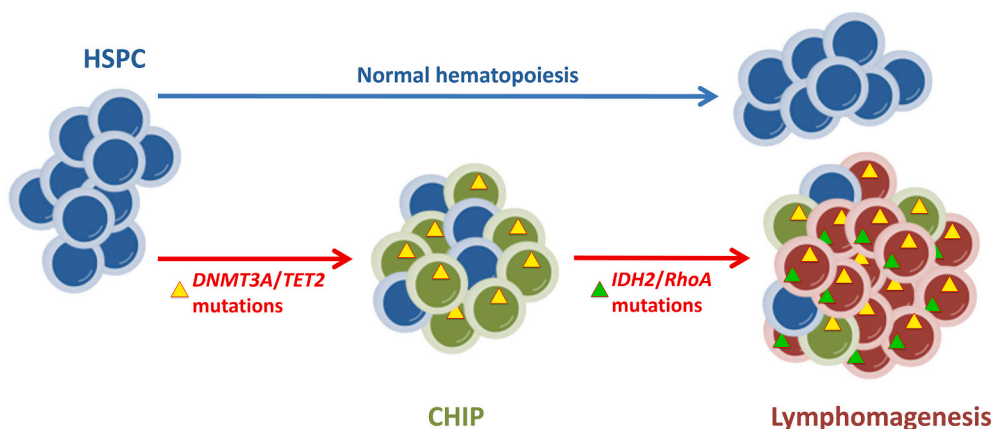 HSPC
Normal hematopoiesis
DNMT3A/TET2
mutations
IDH2/RhoA
mutations
CHIP
Lymphomagenesis